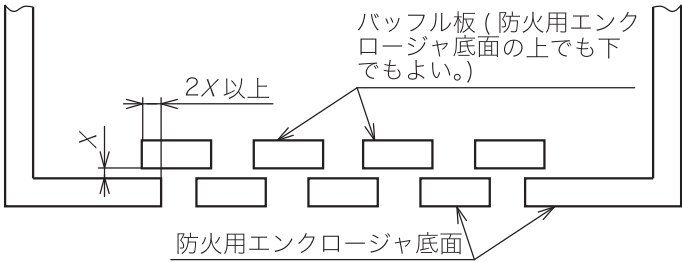 バッフル板(防火用エンク
ロージャ底面の上でも下
でもよい。)
2X以上
X
防火用エンクロージャ底面